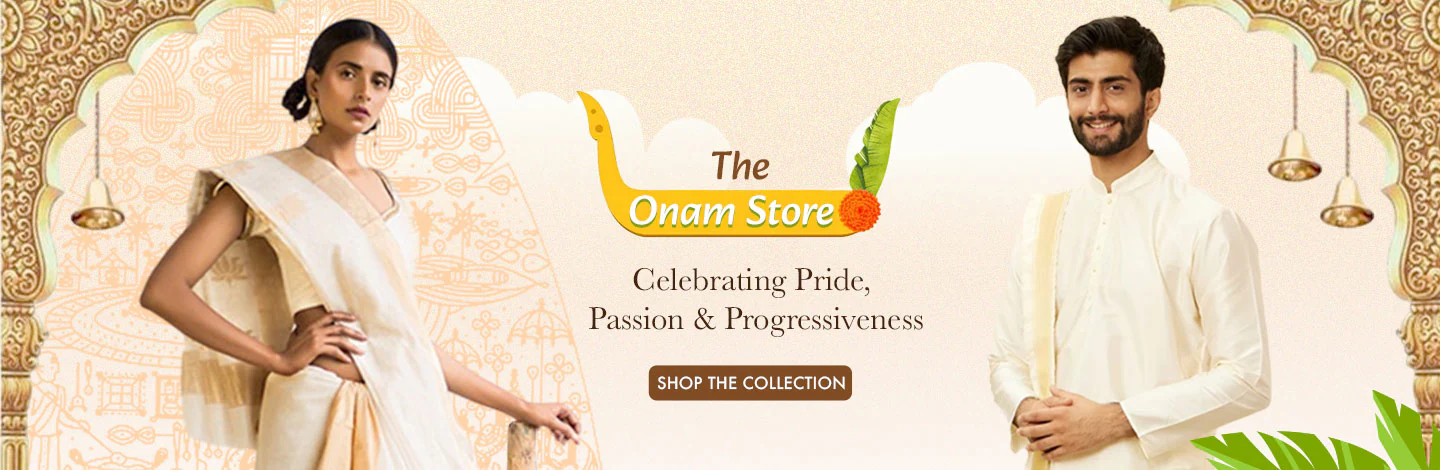 The
Onam Store
Celebrating Pride,
Passion & Progressiveness
SHOP THE COLLECTION